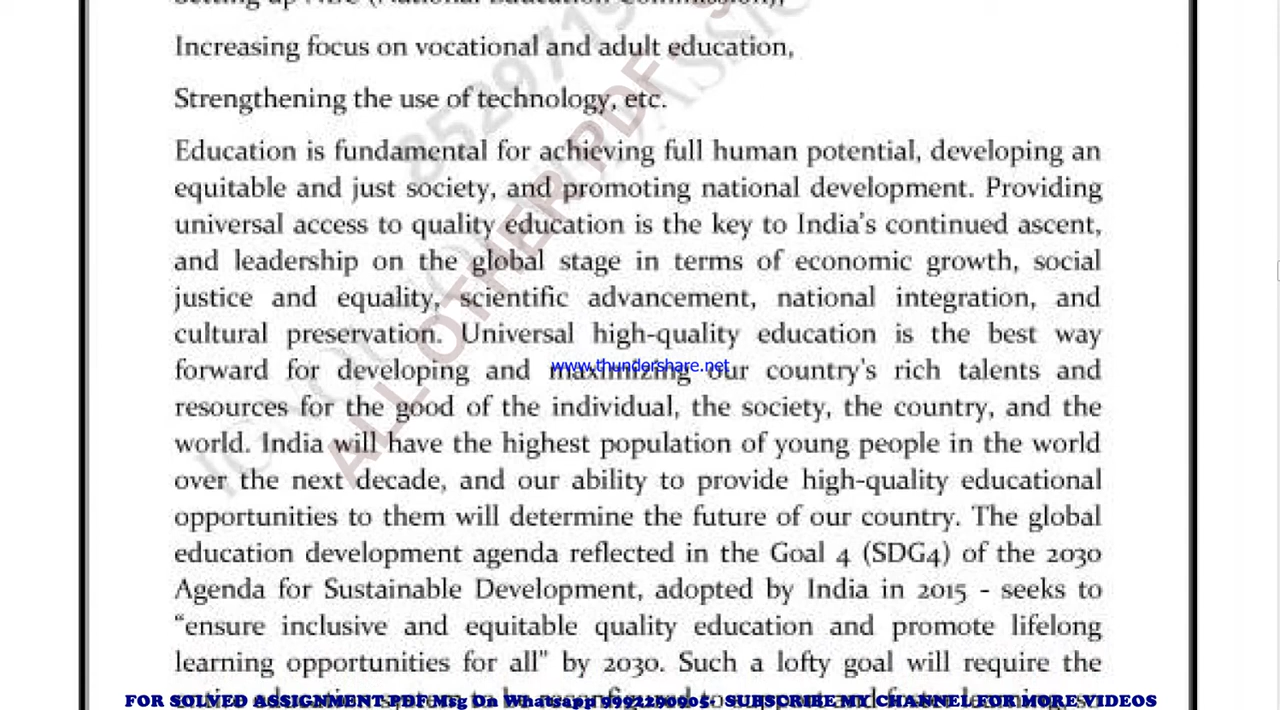 Setting up NEC (National Education Commission),
Increasing focus on vocational and adult education,
Strengthening the use of technology, etc.
Education is fundamental for achieving full human potential, developing an
equitable and just society, and promoting national development. Providing
universal access to quality education is the key to India's continued ascent,
and leadership on the global stage in terms of economic growth, social
justice and equality, scientific advancement, national integration, and
cultural preservation. Universal high-quality education is the best way
forward for developing and maximizing our country's rich talents and
www.thundershare.net
resources for the good of the individual, the society, the country, and the
world. India will have the highest population of young people in the world
over the next decade, and our ability to provide high-quality educational
opportunities to them will determine the future of our country. The global
education development agenda reflected in the Goal 4 (SDG4) of the 2030
Agenda for Sustainable Development, adopted by India in 2015 - seeks to
“ensure inclusive and equitable quality education and promote lifelong
learning opportunities for all” by 2030. Such a lofty goal will require the
FOR SOLVED ASSIGNMENT PDF Msg On Whatsapp 9992290905- SUBSCRIBE MY CHANNEL FOR MORE VIDEOS
ALL OTHER PDF